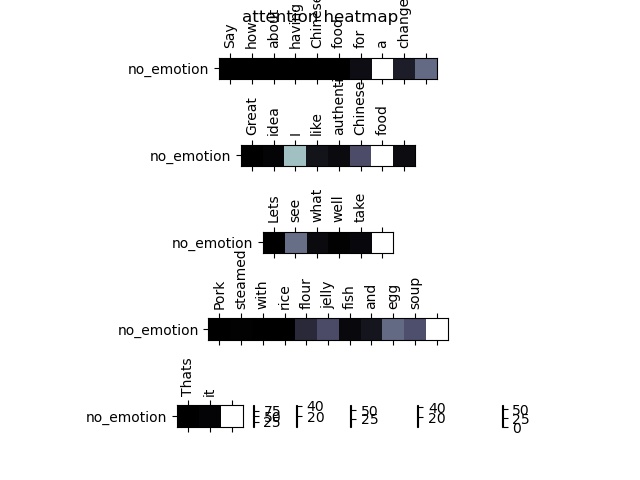 attention heatmap
Say how about having Chinese food for a change
no_emotion
Great idea I like authentic Chinese food
no_emotion
Lets see what well take
no_emotion
Pork steamed with rice flour jelly fish and egg soup
no_emotion
Thats it
no_emotion
75 50 25
40 20
50 25
40 20
50 25 0